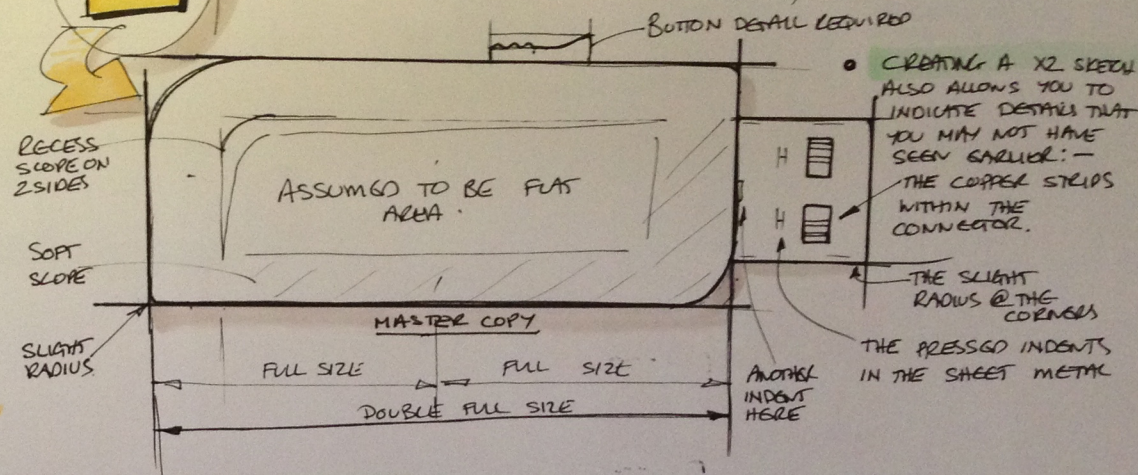 BUTTON DETAIL REQUIRED
• CREATING A X2 SKETCH
ALSO ALLOWS YOU TO
INDICATE DETAILS THAT
YOU MAY NOT HAVE
SEEN EARLIER:—
THE COPPER STRIPS
WITHIN THE
CONNECTOR.
THE SLIGHT
RADIUS @ THE
CORNERS
THE PRESSED INDENTS
IN THE SHEET METAL
ANOTHER
INDENT
HERE
RECESS
SLOPE ON
2 SIDES
SOFT
SLOPE
SLIGHT
RADIUS
ASSUMED TO BE FLAT
AREA.
H
H
MASTER COPY
FULL SIZE
FULL SIZE
DOUBLE FULL SIZE